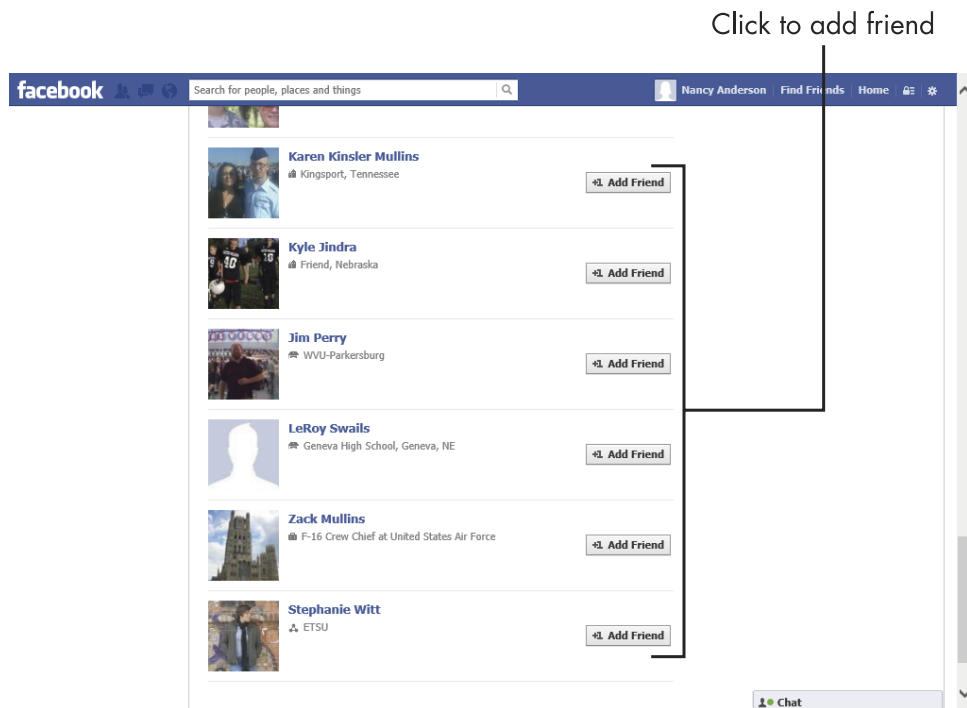 Click to add friend
facebook
Search for people, places and things
Nancy Anderson Find Friends Home
Karen Kinsler Mullins
Kingsport, Tennessee
+1 Add Friend
Kyle Jindra
Friend, Nebraska
+1 Add Friend
Jim Perry
WVU-Parkersburg
+1 Add Friend
LeRoy Swails
Geneva High School, Geneva, NE
+1 Add Friend
Zack Mullins
F-16 Crew Chief at United States Air Force
+1 Add Friend
Stephanie Witt
ETSU
+1 Add Friend
Chat